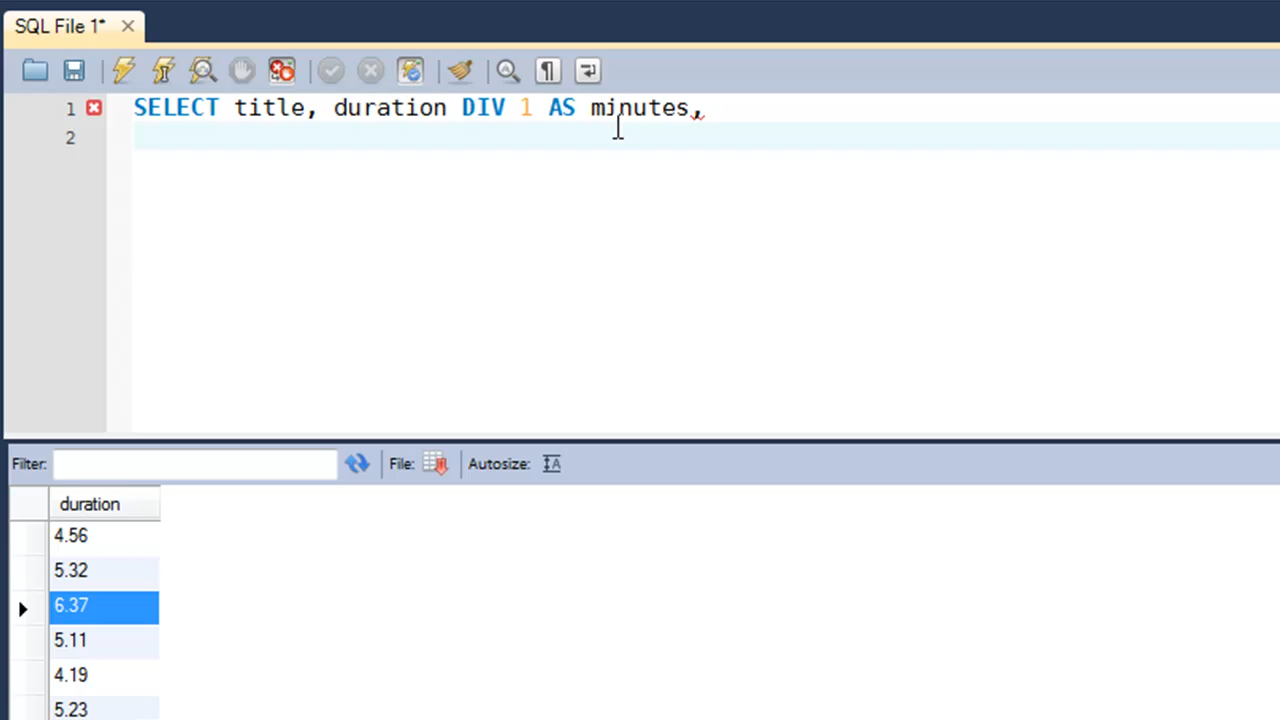 SQL File 1*
1 SELECT title, duration DIV 1 AS minutes,
2
Filter: File: Autosize:
duration
4.56
5.32
6.37
5.11
4.19
5.23